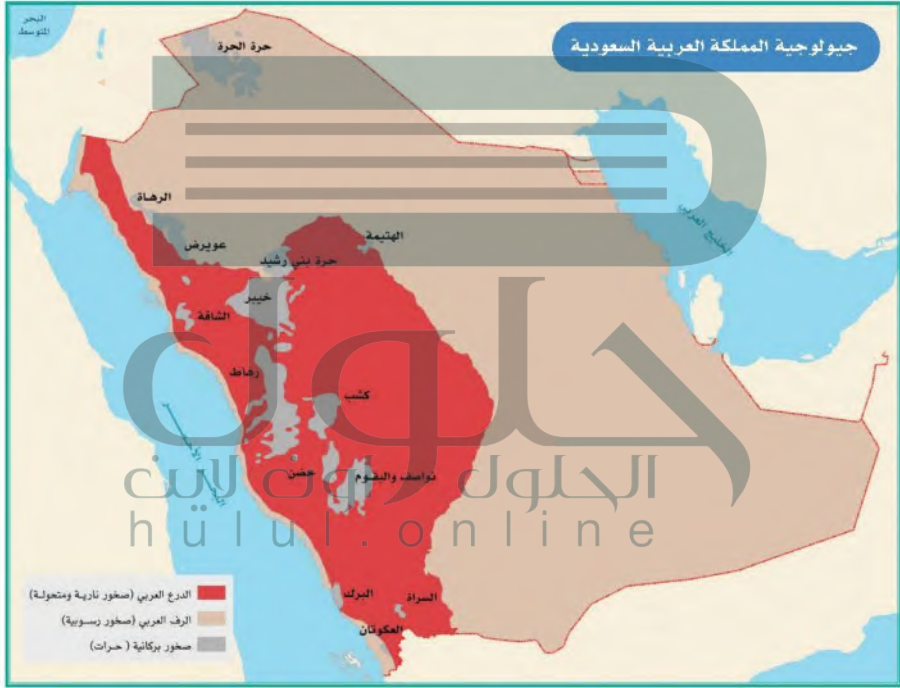 البحر
المتوسط
جيولوجية المملكة العربية السعودية
حرة الحرة
الرهاة
عويرض
الهتيمة
حرة بني رشيد
خيبر
الشاقة
الخليج العربي
رهاط
كشب
البحر الأحمر
حضن
نواصف والبقوم
حلول
الحلول اون لاين
hulul.online
البرك
السراة
العكوتان
الدرع العربي (صخور نارية ومتحولة)
الرف العربي (صخور رسوبية)
صخور بركانية (حرات)